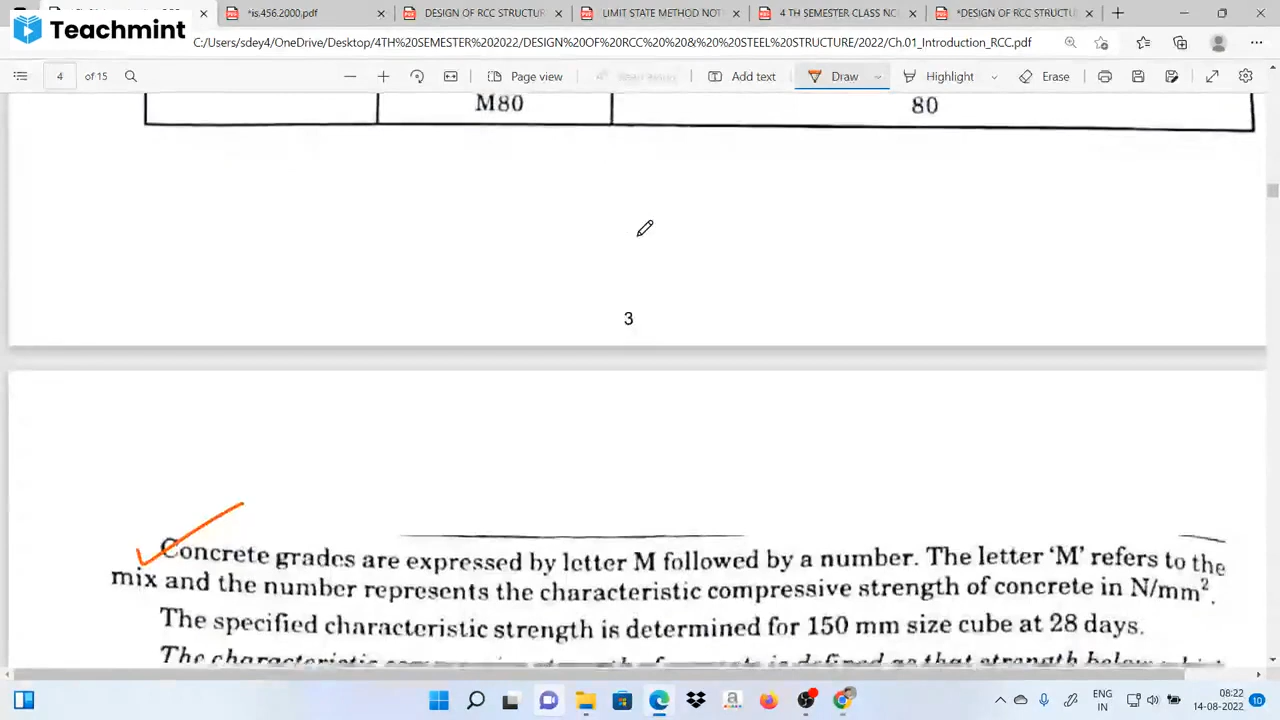 Teachmint
*is.456.2000.pdf
DESIGN OF RCC STRUCTUR
LIMIT STATE METHOD NOT
4 TH SEMESTER OLD NC
*DESIGN OF RCC STRUCTU
C:/Users/sdey4/OneDrive/Desktop/4TH%20SEMESTER%202022/DESIGN%20OF%20RCC%20%20&%20%20STEEL%20STRUCTURE/2022/Ch.01_Introduction_RCC.pdf
4 of 15
Page view
Add text
Draw
Highlight
Erase
M80 80
3
Concrete grades are expressed by letter M followed by a number. The letter ‘M’ refers to the
mix and the number represents the characteristic compressive strength of concrete in N/mm².
The specified characteristic strength is determined for 150 mm size cube at 28 days.
ENG
IN
08:22
14-08-2022
10